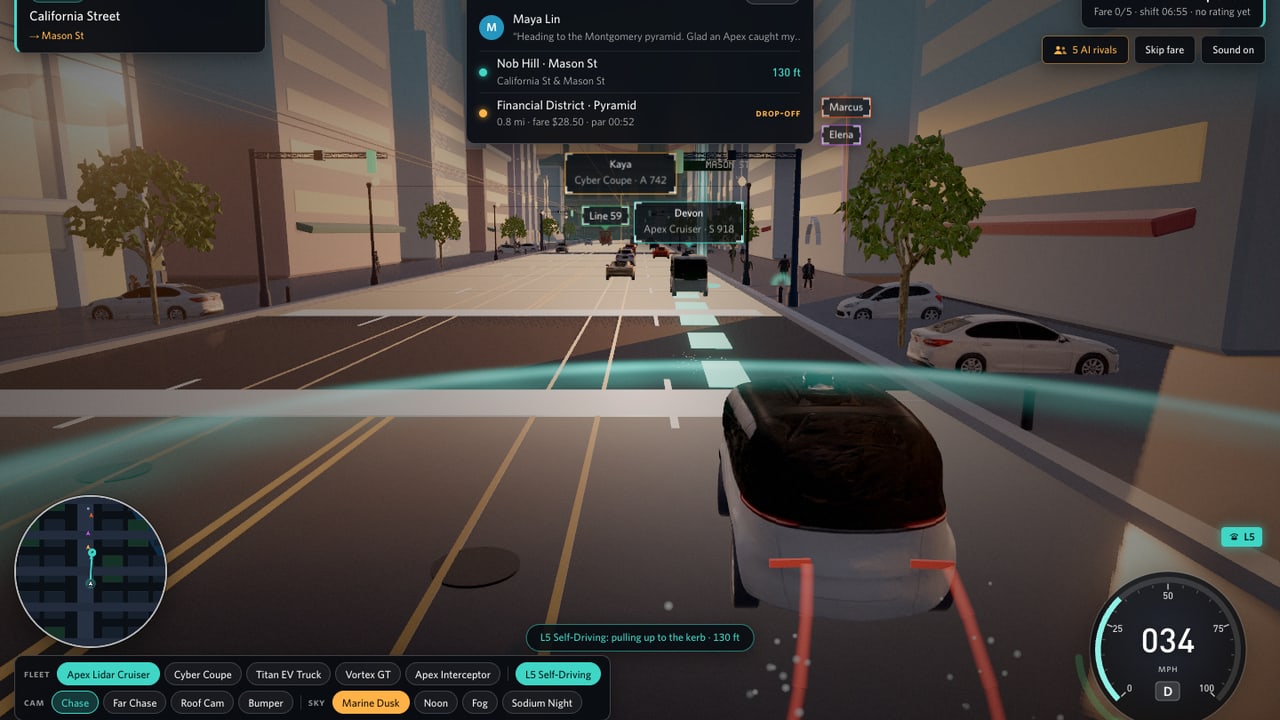 California Street
→ Mason St
M
Maya Lin
"Heading to the Montgomery pyramid. Glad an Apex caught my..
Nob Hill · Mason St
California St & Mason St
130 ft
Financial District · Pyramid
0.8 mi · fare $28.50 · par 00:52
DROP-OFF
Fare 0/5 · shift 06:55 · no rating yet
5 AI rivals
Skip fare
Sound on
Marcus
Elena
Kaya
Cyber Coupe · A 742
MASON ST
Line 59
Devon
Apex Cruiser · S 918
L5
L5 Self-Driving: pulling up to the kerb · 130 ft
FLEET
Apex Lidar Cruiser
Cyber Coupe
Titan EV Truck
Vortex GT
Apex Interceptor
L5 Self-Driving
CAM
Chase
Far Chase
Roof Cam
Bumper
SKY
Marine Dusk
Noon
Fog
Sodium Night
0
25
50
75
100
034
MPH
D